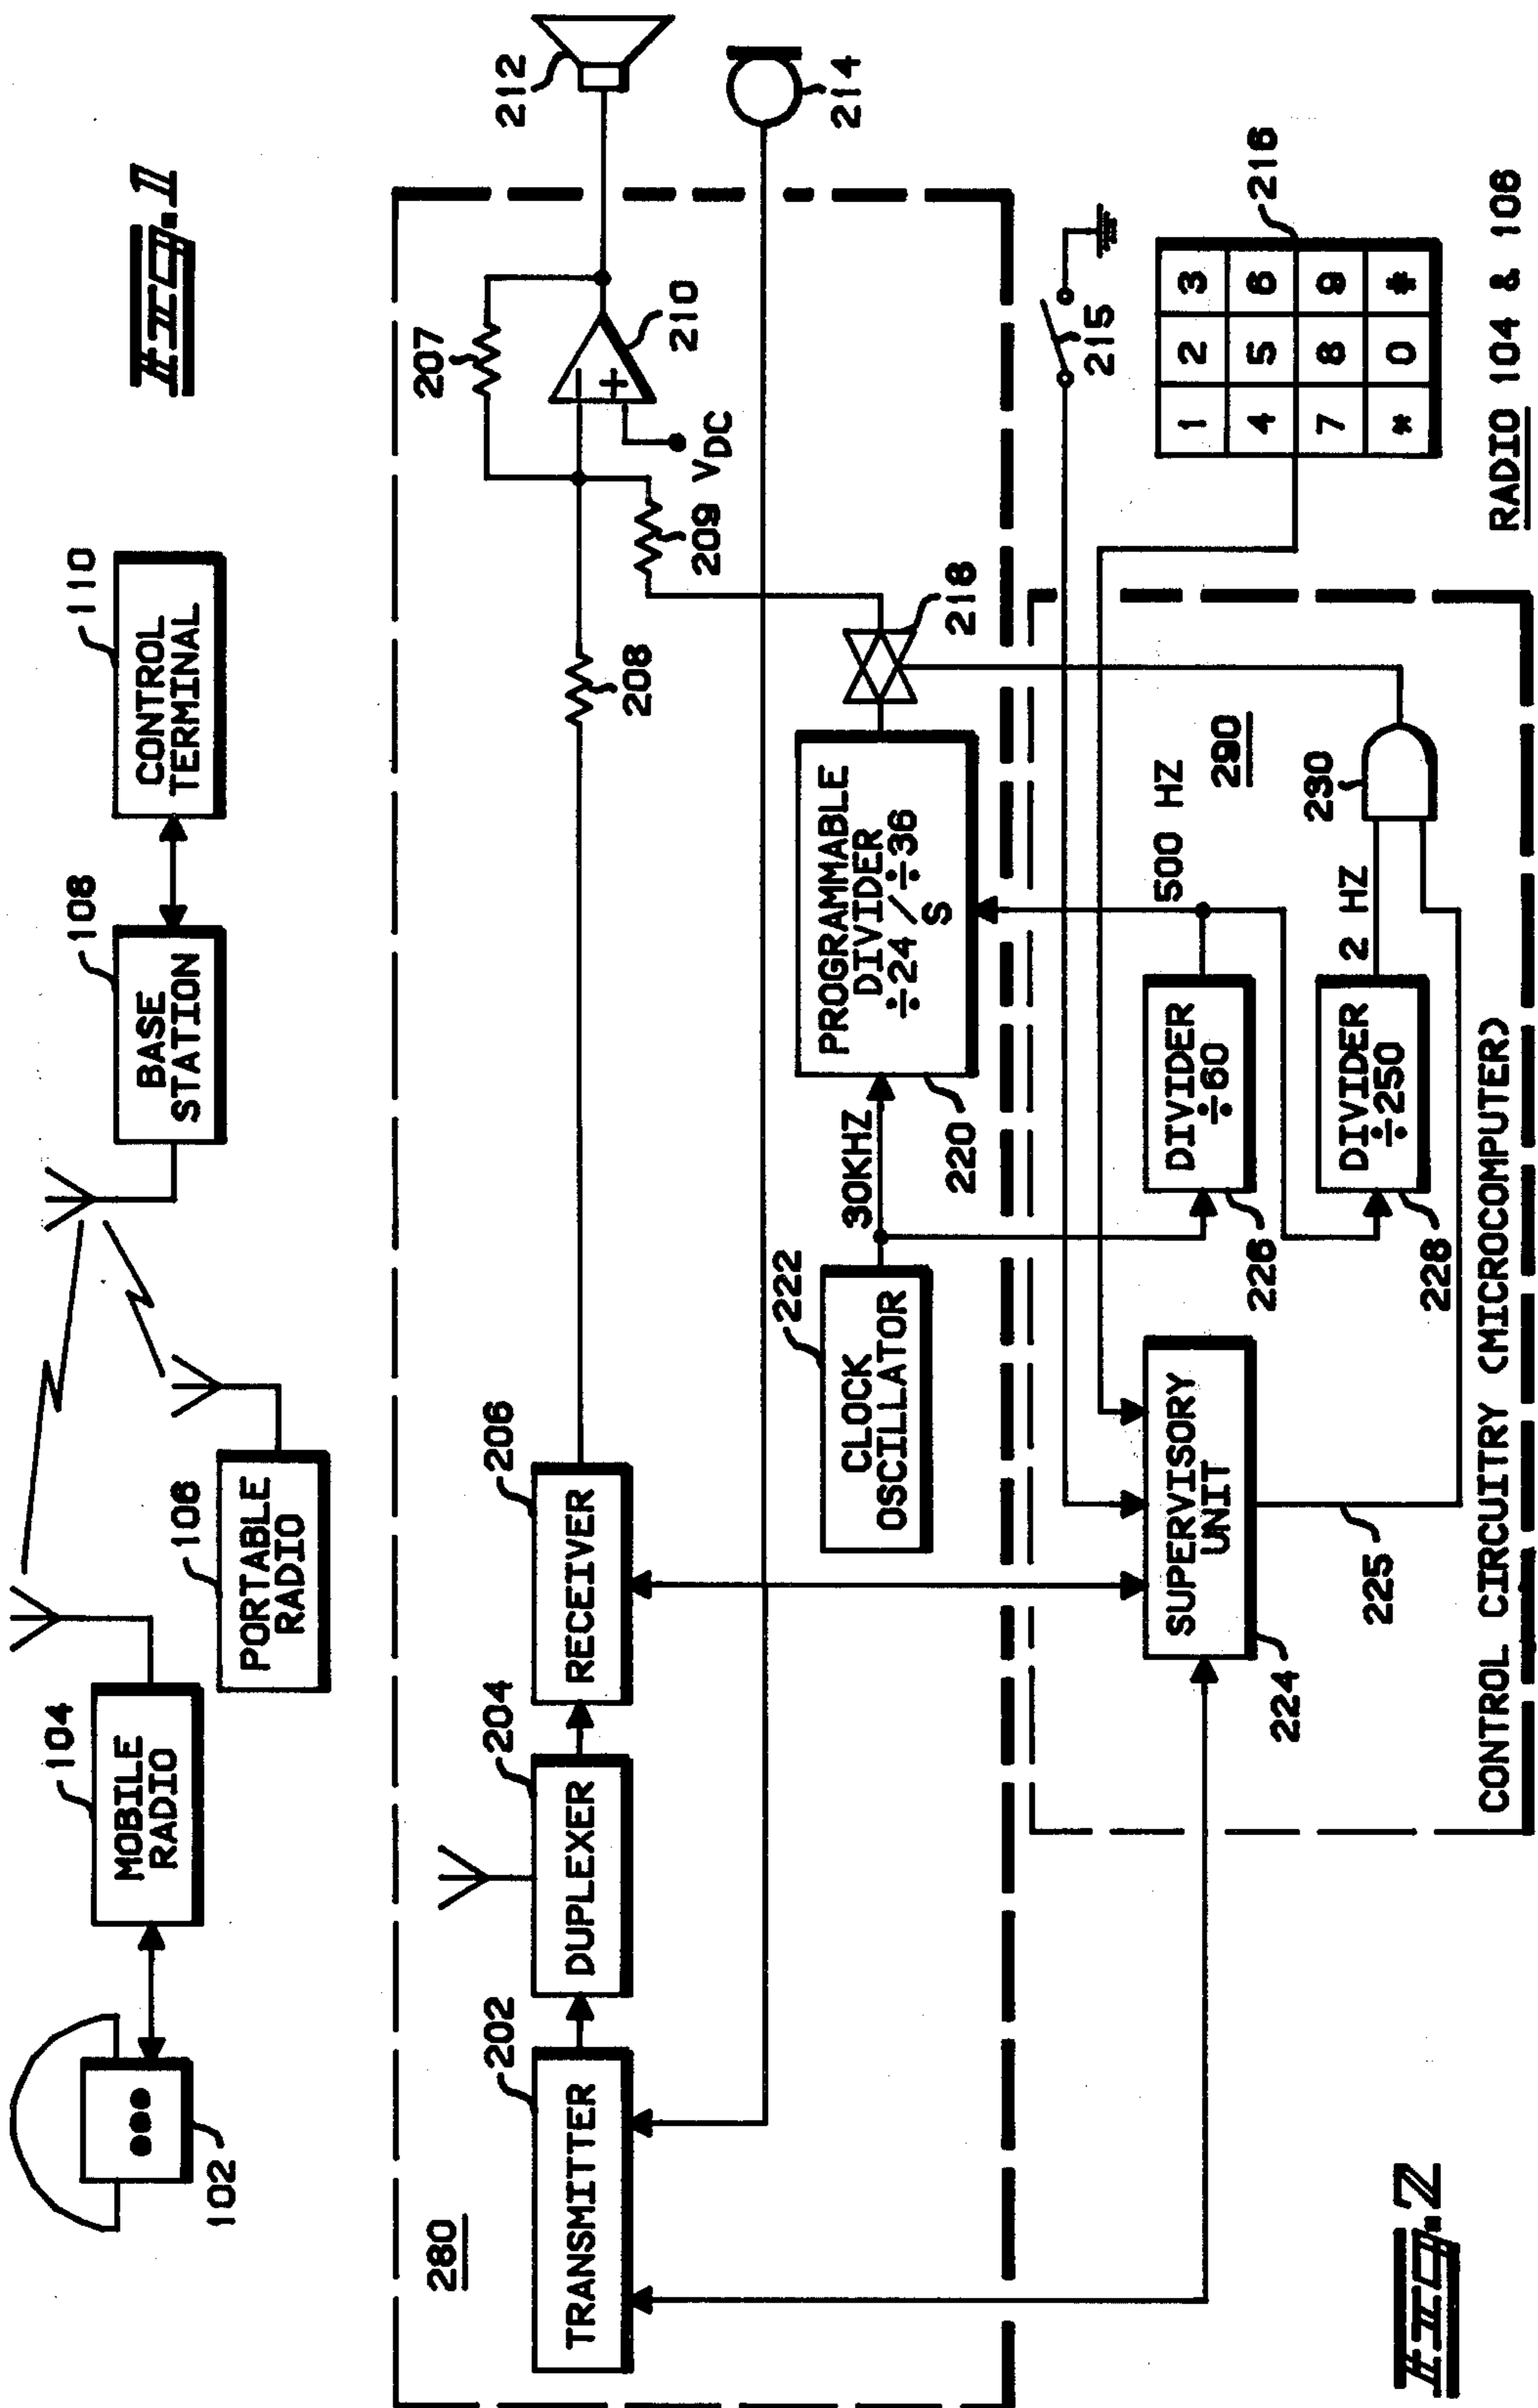 FIG. 1
102
104
MOBILE
RADIO
106
PORTABLE
RADIO
108
BASE
STATION
110
CONTROL
TERMINAL
280
202
TRANSMITTER
204
DUPLEXER
206
RECEIVER
208
207
209
VDC
210
212
214
222
CLOCK
OSCILLATOR
30KHZ
220
PROGRAMMABLE
DIVIDER
÷24/÷36
S
218
215
216
1 2 3
4 5 6
7 8 9
* 0 #
224
SUPERVISORY
UNIT
225
226
DIVIDER
÷60
500 HZ
228
DIVIDER
÷250
2 HZ
230
290
CONTROL CIRCUITRY (MICROCOMPUTER)
RADIO 104 & 106
FIG. 2